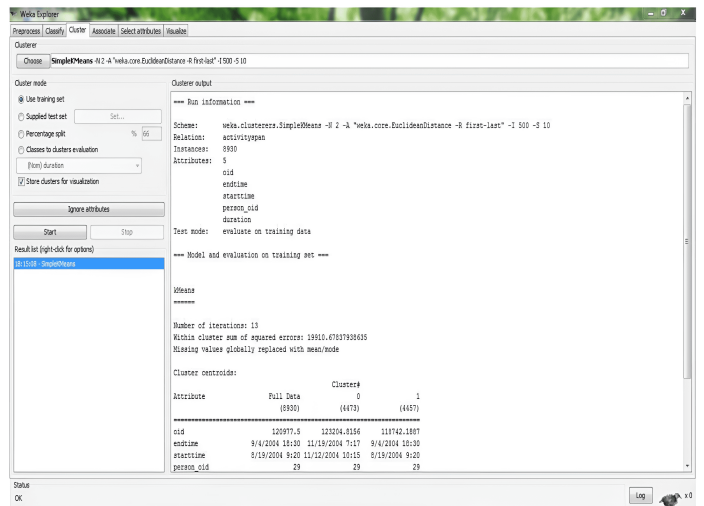 Weka Explorer
Preprocess Classify Cluster Associate Select attributes Visualize
Clusterer
Choose SimpleKMeans -N 2 -A "weka.core.EuclideanDistance -R first-last" -I 500 -S 10
Cluster mode
Use training set
Supplied test set Set...
Percentage split % 66
Classes to clusters evaluation
(Nom) duration
Store clusters for visualization
Ignore attributes
Start Stop
Result list (right-click for options)
18:15:08 - SimpleKMeans
Clusterer output
=== Run information ===
Scheme: weka.clusterers.SimpleKMeans -N 2 -A "weka.core.EuclideanDistance -R first-last" -I 500 -S 10
Relation: activityspan
Instances: 8930
Attributes: 5
oid
endtime
starttime
person_oid
duration
Test mode: evaluate on training data
=== Model and evaluation on training set ===
kMeans
======
Number of iterations: 13
Within cluster sum of squared errors: 19910.67837938635
Missing values globally replaced with mean/mode
Cluster centroids:
Cluster#
Attribute Full Data 0 1
(8930) (4473) (4457)
oid 120977.5 123204.8156 118742.1887
endtime 9/4/2004 18:30 11/19/2004 7:17 9/4/2004 18:30
starttime 8/19/2004 9:20 11/12/2004 10:15 8/19/2004 9:20
person_oid 29 29 29
Status
OK
Log
x 0